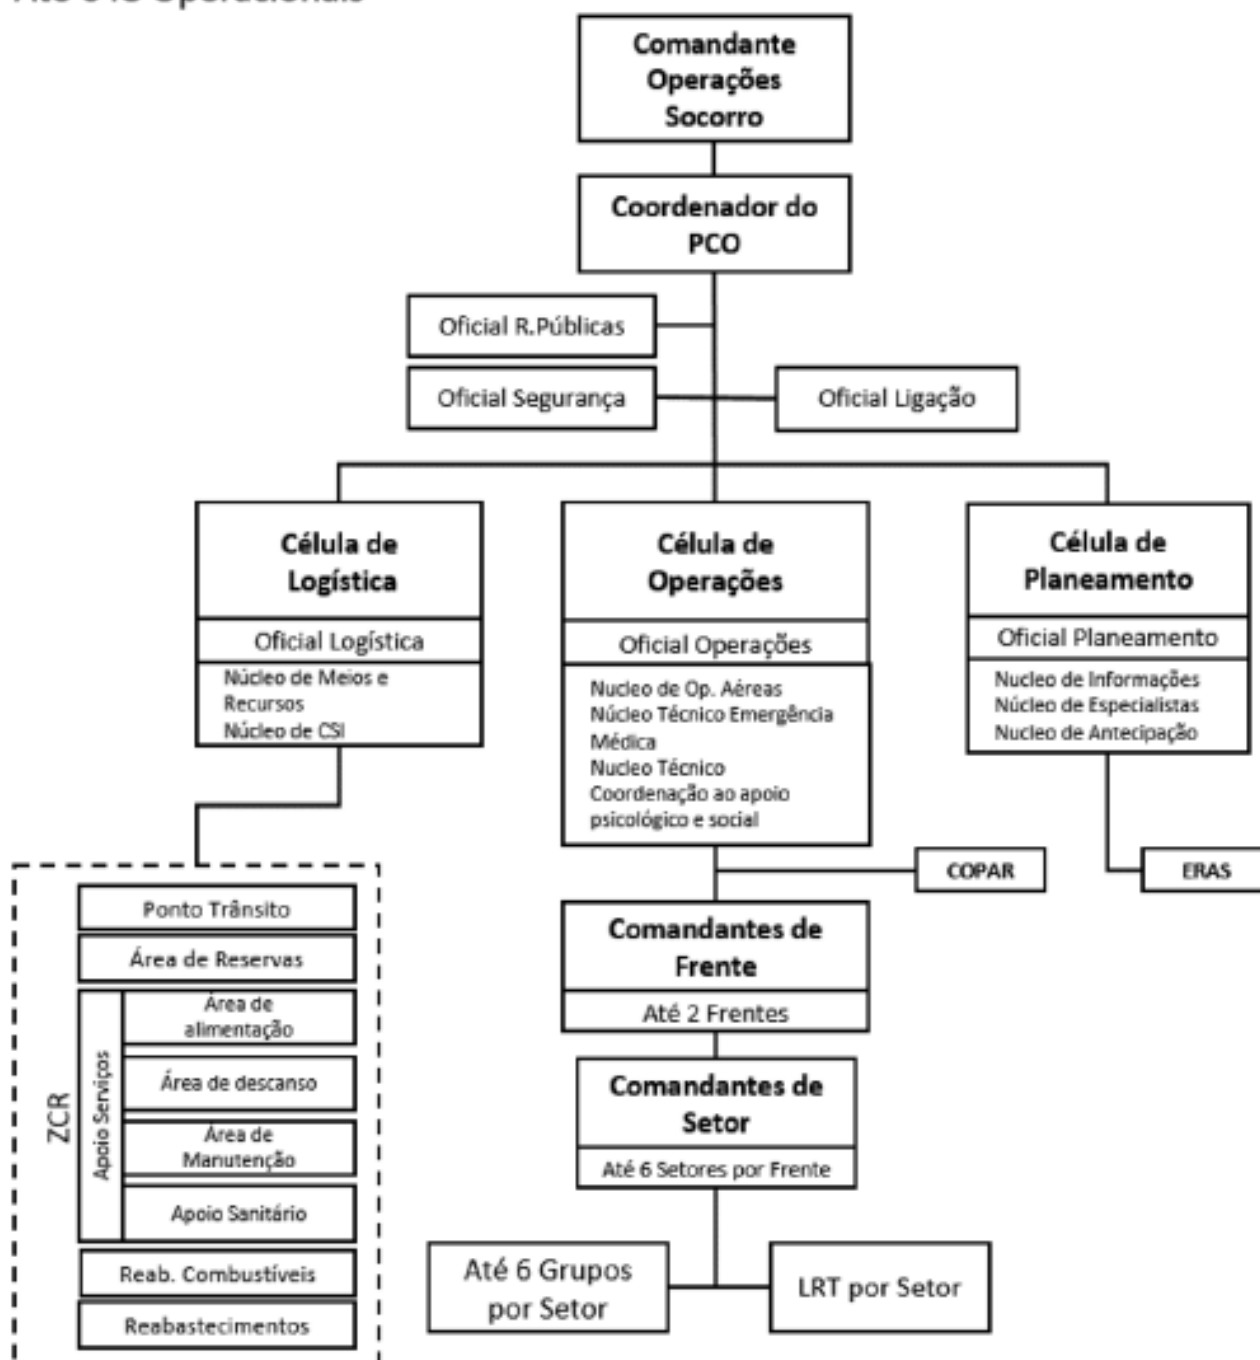 Operacionais
Comandante
Operações
Socorro
Coordenador do
PCO
Oficial R.Públicas
Oficial Segurança
Oficial Ligação
Célula de
Logística
Oficial Logística
Núcleo de Meios e
Recursos
Núcleo de CSI
Célula de
Operações
Oficial Operações
Nucleo de Op. Aéreas
Núcleo Técnico Emergência
Médica
Nucleo Técnico
Coordenação ao apoio
psicológico e social
Célula de
Planeamento
Oficial Planeamento
Nucleo de Informações
Núcleo de Especialistas
Nucleo de Antecipação
COPAR
ERAS
Comandantes de
Frente
Até 2 Frentes
Comandantes de
Setor
Até 6 Setores por Frente
Até 6 Grupos
por Setor
LRT por Setor
ZCR
Ponto Trânsito
Área de Reservas
Apoio Serviços
Área de
alimentação
Área de descanso
Área de
Manutenção
Apoio Sanitário
Reab. Combustíveis
Reabastecimentos